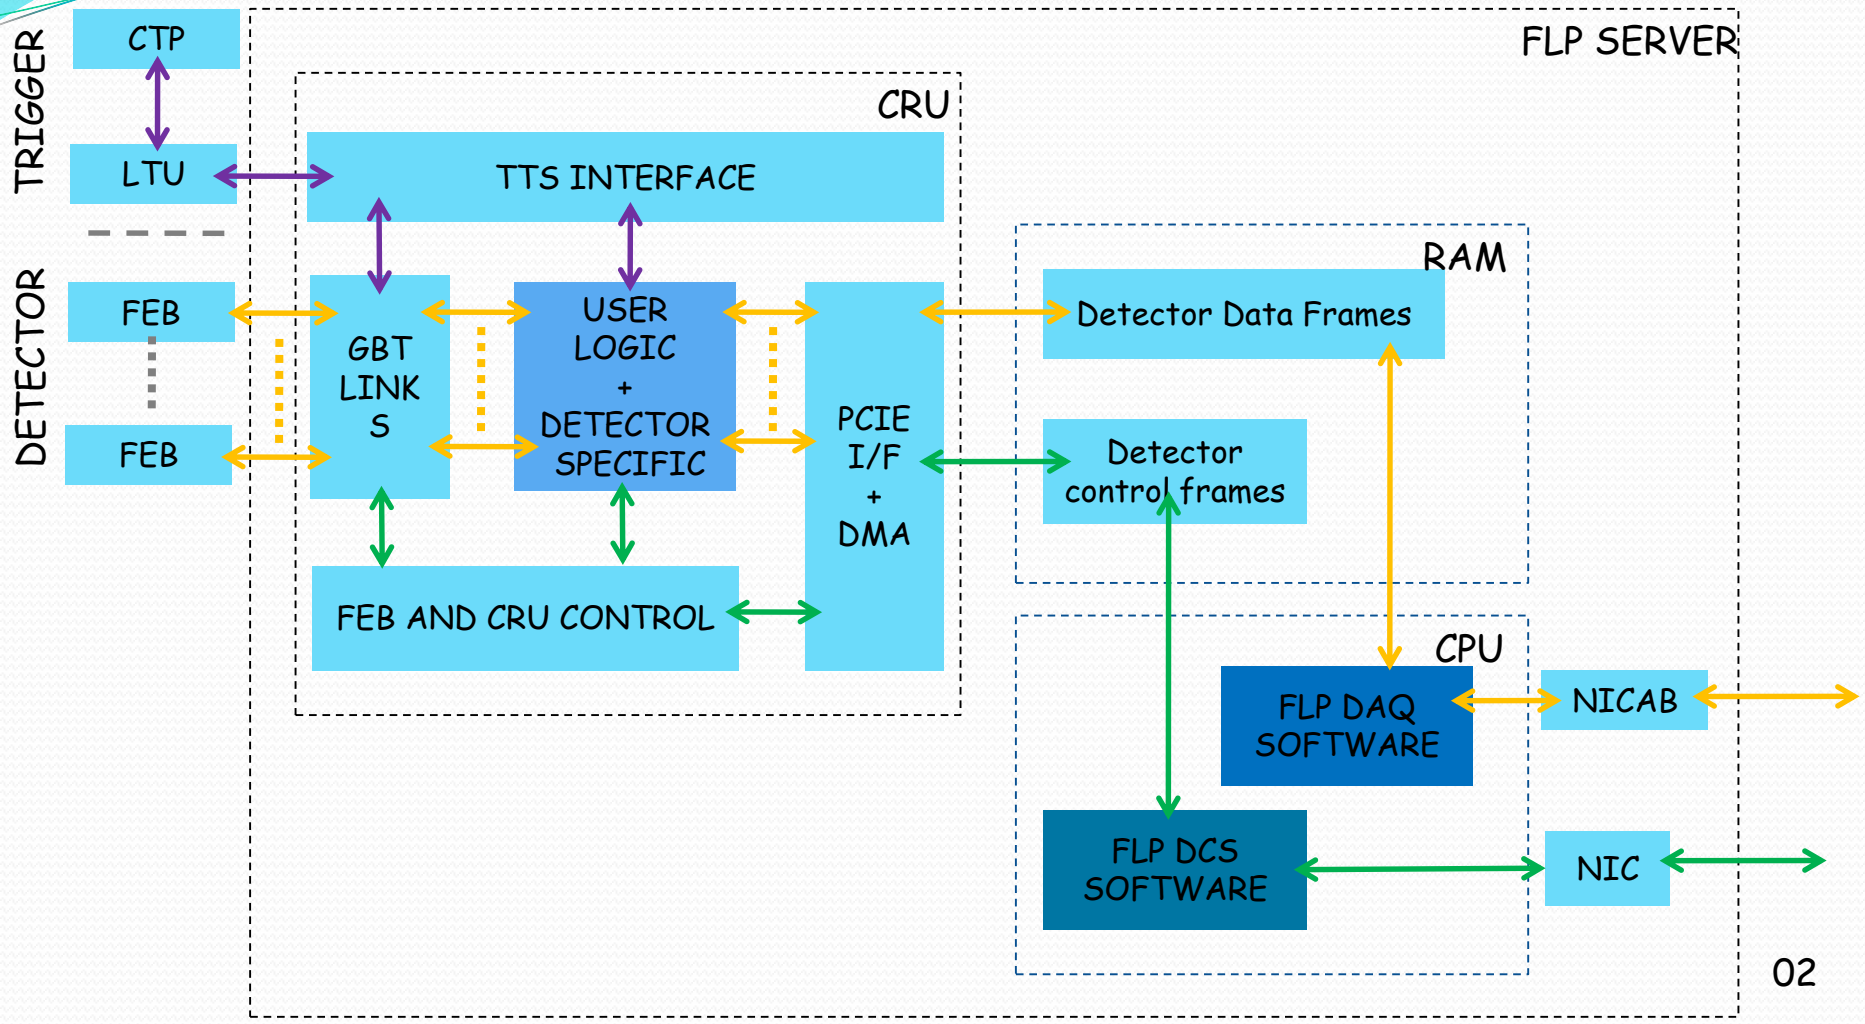 TRIGGER
CTP
LTU
DETECTOR
FEB
FEB
FLP SERVER
CRU
TTS INTERFACE
GBT
LINK
S
USER
LOGIC
+
DETECTOR
SPECIFIC
PCIE
I/F
+
DMA
FEB AND CRU CONTROL
RAM
Detector Data Frames
Detector
control frames
CPU
FLP DAQ
SOFTWARE
NICAB
FLP DCS
SOFTWARE
NIC
O2